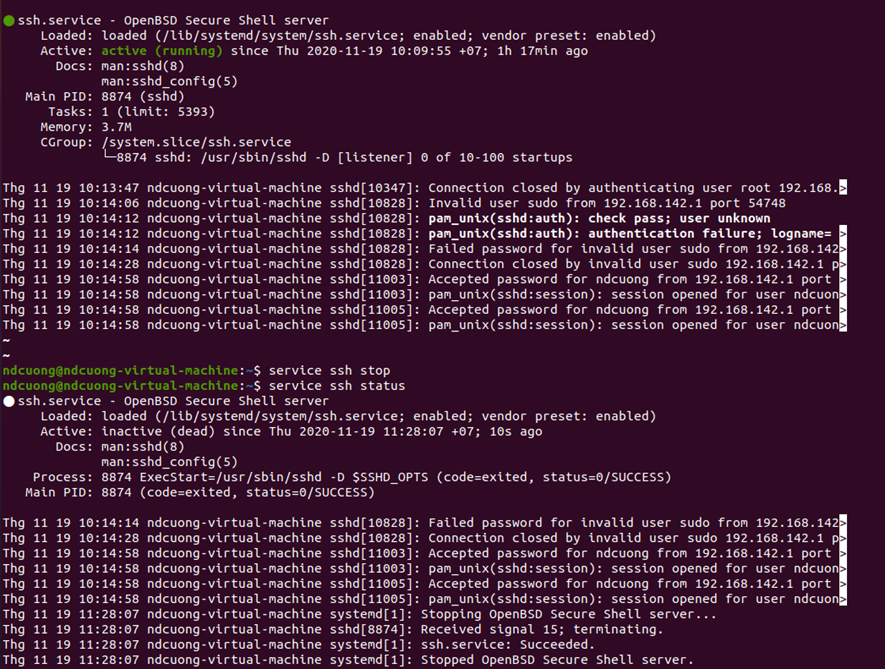 ● ssh.service - OpenBSD Secure Shell server
     Loaded: loaded (/lib/systemd/system/ssh.service; enabled; vendor preset: enabled)
     Active: active (running) since Thu 2020-11-19 10:09:55 +07; 1h 17min ago
       Docs: man:sshd(8)
             man:sshd_config(5)
   Main PID: 8874 (sshd)
      Tasks: 1 (limit: 5393)
     Memory: 3.7M
     CGroup: /system.slice/ssh.service
             └─8874 sshd: /usr/sbin/sshd -D [listener] 0 of 10-100 startups
Thg 11 19 10:13:47 ndcuong-virtual-machine sshd[10347]: Connection closed by authenticating user root 192.168.>
Thg 11 19 10:14:06 ndcuong-virtual-machine sshd[10828]: Invalid user sudo from 192.168.142.1 port 54748
Thg 11 19 10:14:12 ndcuong-virtual-machine sshd[10828]: pam_unix(sshd:auth): check pass; user unknown
Thg 11 19 10:14:12 ndcuong-virtual-machine sshd[10828]: pam_unix(sshd:auth): authentication failure; logname= >
Thg 11 19 10:14:14 ndcuong-virtual-machine sshd[10828]: Failed password for invalid user sudo from 192.168.142>
Thg 11 19 10:14:28 ndcuong-virtual-machine sshd[10828]: Connection closed by invalid user sudo 192.168.142.1 p>
Thg 11 19 10:14:58 ndcuong-virtual-machine sshd[11003]: Accepted password for ndcuong from 192.168.142.1 port >
Thg 11 19 10:14:58 ndcuong-virtual-machine sshd[11003]: pam_unix(sshd:session): session opened for user ndcuon>
Thg 11 19 10:14:58 ndcuong-virtual-machine sshd[11005]: Accepted password for ndcuong from 192.168.142.1 port >
Thg 11 19 10:14:58 ndcuong-virtual-machine sshd[11005]: pam_unix(sshd:session): session opened for user ndcuon>
~
~
ndcuong@ndcuong-virtual-machine:~$ service ssh stop
ndcuong@ndcuong-virtual-machine:~$ service ssh status
● ssh.service - OpenBSD Secure Shell server
     Loaded: loaded (/lib/systemd/system/ssh.service; enabled; vendor preset: enabled)
     Active: inactive (dead) since Thu 2020-11-19 11:28:07 +07; 10s ago
       Docs: man:sshd(8)
             man:sshd_config(5)
    Process: 8874 ExecStart=/usr/sbin/sshd -D $SSHD_OPTS (code=exited, status=0/SUCCESS)
   Main PID: 8874 (code=exited, status=0/SUCCESS)
Thg 11 19 10:14:14 ndcuong-virtual-machine sshd[10828]: Failed password for invalid user sudo from 192.168.142>
Thg 11 19 10:14:28 ndcuong-virtual-machine sshd[10828]: Connection closed by invalid user sudo 192.168.142.1 p>
Thg 11 19 10:14:58 ndcuong-virtual-machine sshd[11003]: Accepted password for ndcuong from 192.168.142.1 port >
Thg 11 19 10:14:58 ndcuong-virtual-machine sshd[11003]: pam_unix(sshd:session): session opened for user ndcuon>
Thg 11 19 10:14:58 ndcuong-virtual-machine sshd[11005]: Accepted password for ndcuong from 192.168.142.1 port >
Thg 11 19 10:14:58 ndcuong-virtual-machine sshd[11005]: pam_unix(sshd:session): session opened for user ndcuon>
Thg 11 19 11:28:07 ndcuong-virtual-machine systemd[1]: Stopping OpenBSD Secure Shell server...
Thg 11 19 11:28:07 ndcuong-virtual-machine sshd[8874]: Received signal 15; terminating.
Thg 11 19 11:28:07 ndcuong-virtual-machine systemd[1]: ssh.service: Succeeded.
Thg 11 19 11:28:07 ndcuong-virtual-machine systemd[1]: Stopped OpenBSD Secure Shell server.